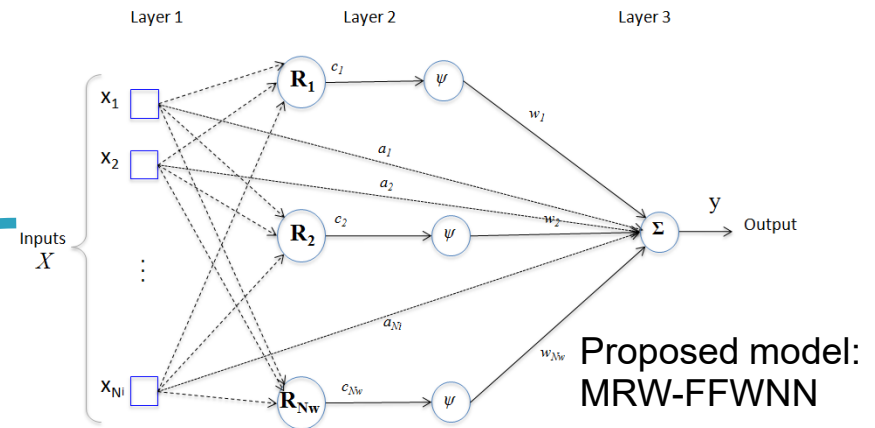 Layer 1
Layer 2
Layer 3
X1
X2
⋮
XNi
Inputs
X
R1
R2
RNw
c1
c2
cNw
ψ
ψ
ψ
a1
a2
aNi
w1
w2
wNw
Σ
y
Output
Proposed model:
MRW-FFWNN